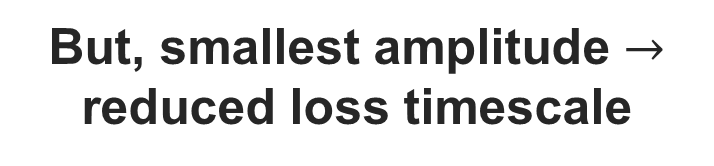 But, smallest amplitude →
reduced loss timescale